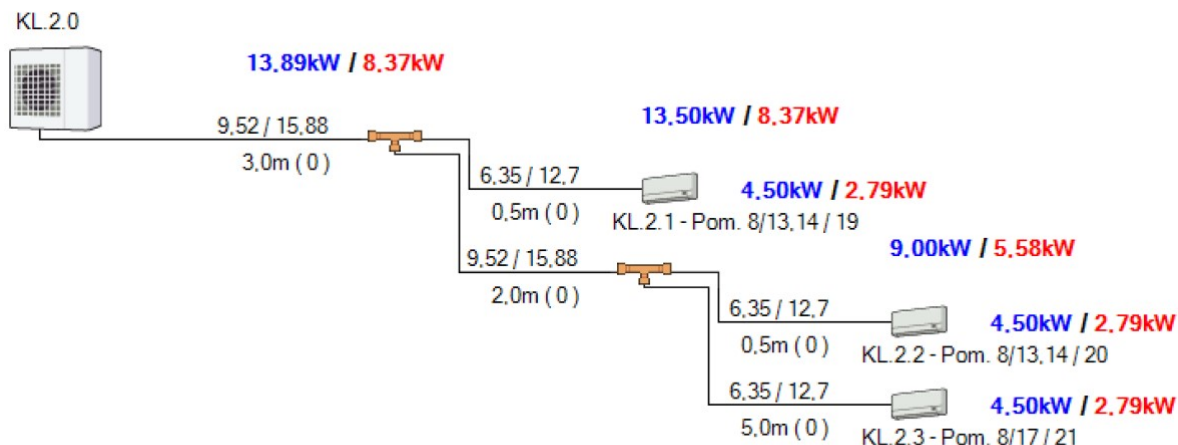 KL.2.0
13,89kW / 8,37kW
13,50kW / 8,37kW
9,52 / 15,88
3,0m ( 0 )
6,35 / 12,7
0,5m ( 0 )
4,50kW / 2,79kW
KL.2.1 - Pom. 8/13,14 / 19
9,00kW / 5,58kW
9,52 / 15,88
2,0m ( 0 )
6,35 / 12,7
0,5m ( 0 )
4,50kW / 2,79kW
KL.2.2 - Pom. 8/13,14 / 20
6,35 / 12,7
5,0m ( 0 )
4,50kW / 2,79kW
KL.2.3 - Pom. 8/17 / 21